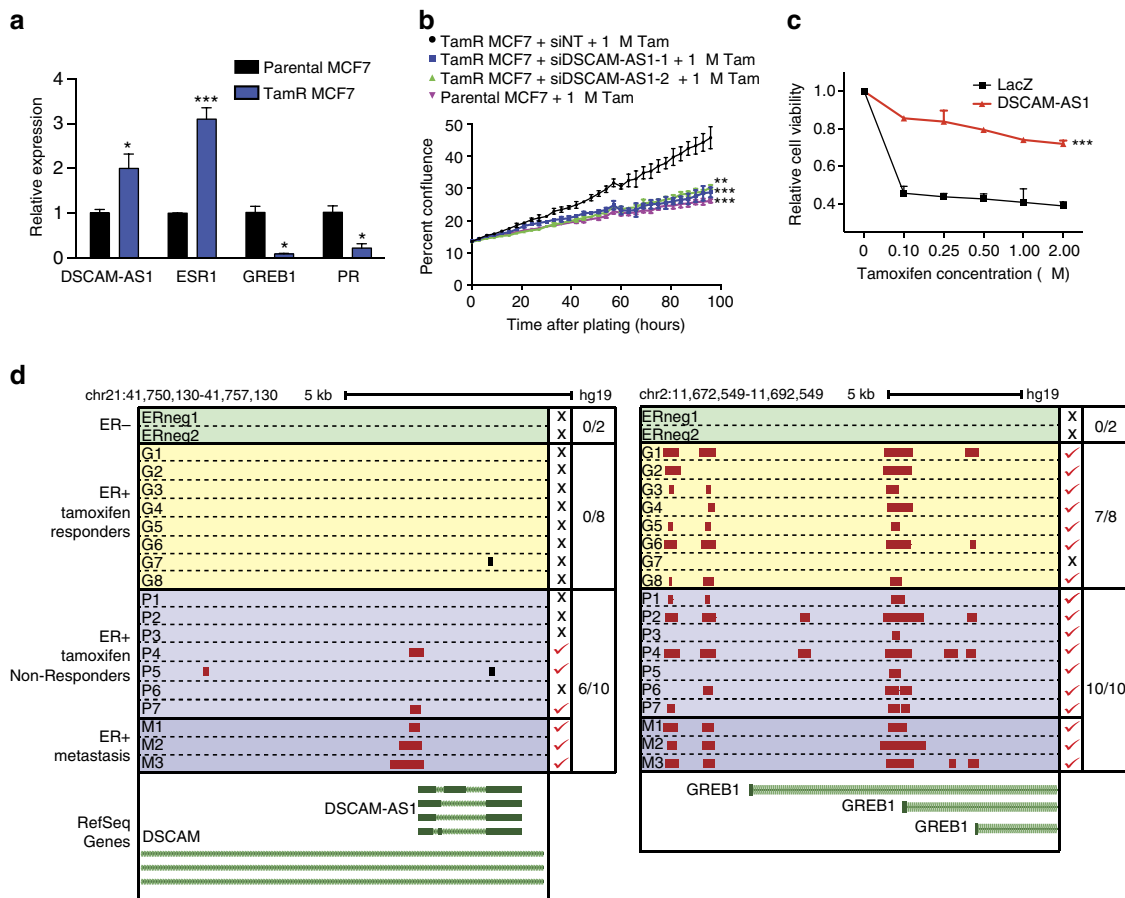 a
Parental MCF7
TamR MCF7
Relative expression
4
3
2
1
0
*
***
*
*
DSCAM-AS1 ESR1 GREB1 PR
b
TamR MCF7 + siNT + 1 M Tam
TamR MCF7 + siDSCAM-AS1-1 + 1 M Tam
TamR MCF7 + siDSCAM-AS1-2 + 1 M Tam
Parental MCF7 + 1 M Tam
Percent confluence
50
40
30
20
10
0
**
***
***
0 20 40 60 80 100
Time after plating (hours)
c
LacZ
DSCAM-AS1
Relative cell viability
1.0
0.8
0.6
0.4
***
0 0.10 0.25 0.50 1.00 2.00
Tamoxifen concentration ( M)
d
chr21:41,750,130-41,757,130 5 kb hg19
ER–
ERneg1 X
ERneg2 X
0/2
ER+
tamoxifen
responders
G1 X
G2 X
G3 X
G4 X
G5 X
G6 X
G7 X
G8 X
0/8
ER+
tamoxifen
Non-Responders
P1 X
P2 X
P3 X
P4 ✓
P5 ✓
P6 X
P7 ✓
6/10
ER+
metastasis
M1 ✓
M2 ✓
M3 ✓
RefSeq
Genes
DSCAM-AS1
DSCAM
chr2:11,672,549-11,692,549 5 kb hg19
ERneg1 X
ERneg2 X
0/2
G1 ✓
G2 ✓
G3 ✓
G4 ✓
G5 ✓
G6 ✓
G7 X
G8 ✓
7/8
P1 ✓
P2 ✓
P3 ✓
P4 ✓
P5 ✓
P6 ✓
P7 ✓
10/10
M1 ✓
M2 ✓
M3 ✓
GREB1
GREB1
GREB1